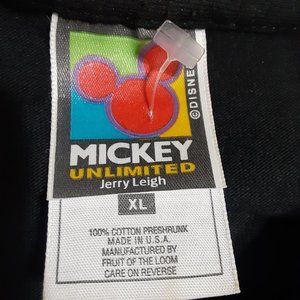 ©DISNEY
MICKEY
UNLIMITED
Jerry Leigh
XL
100% COTTON PRESHRUNK
MADE IN U.S.A.
MANUFACTURED BY
FRUIT OF THE LOOM
CARE ON REVERSE